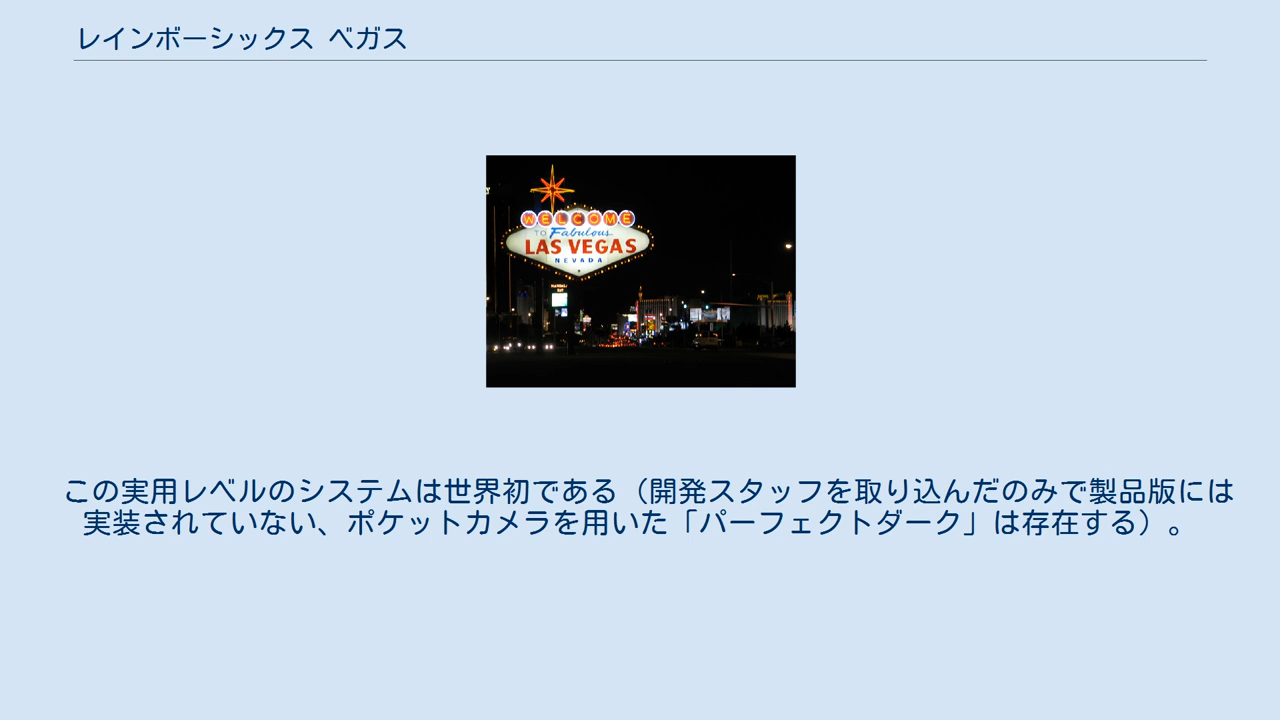 レインボーシックス ベガス
WELCOME
TO Fabulous
LAS VEGAS
NEVADA
この実用レベルのシステムは世界初である（開発スタッフを取り込んだのみで製品版には
実装されていない、ポケットカメラを用いた「パーフェクトダーク」は存在する）。